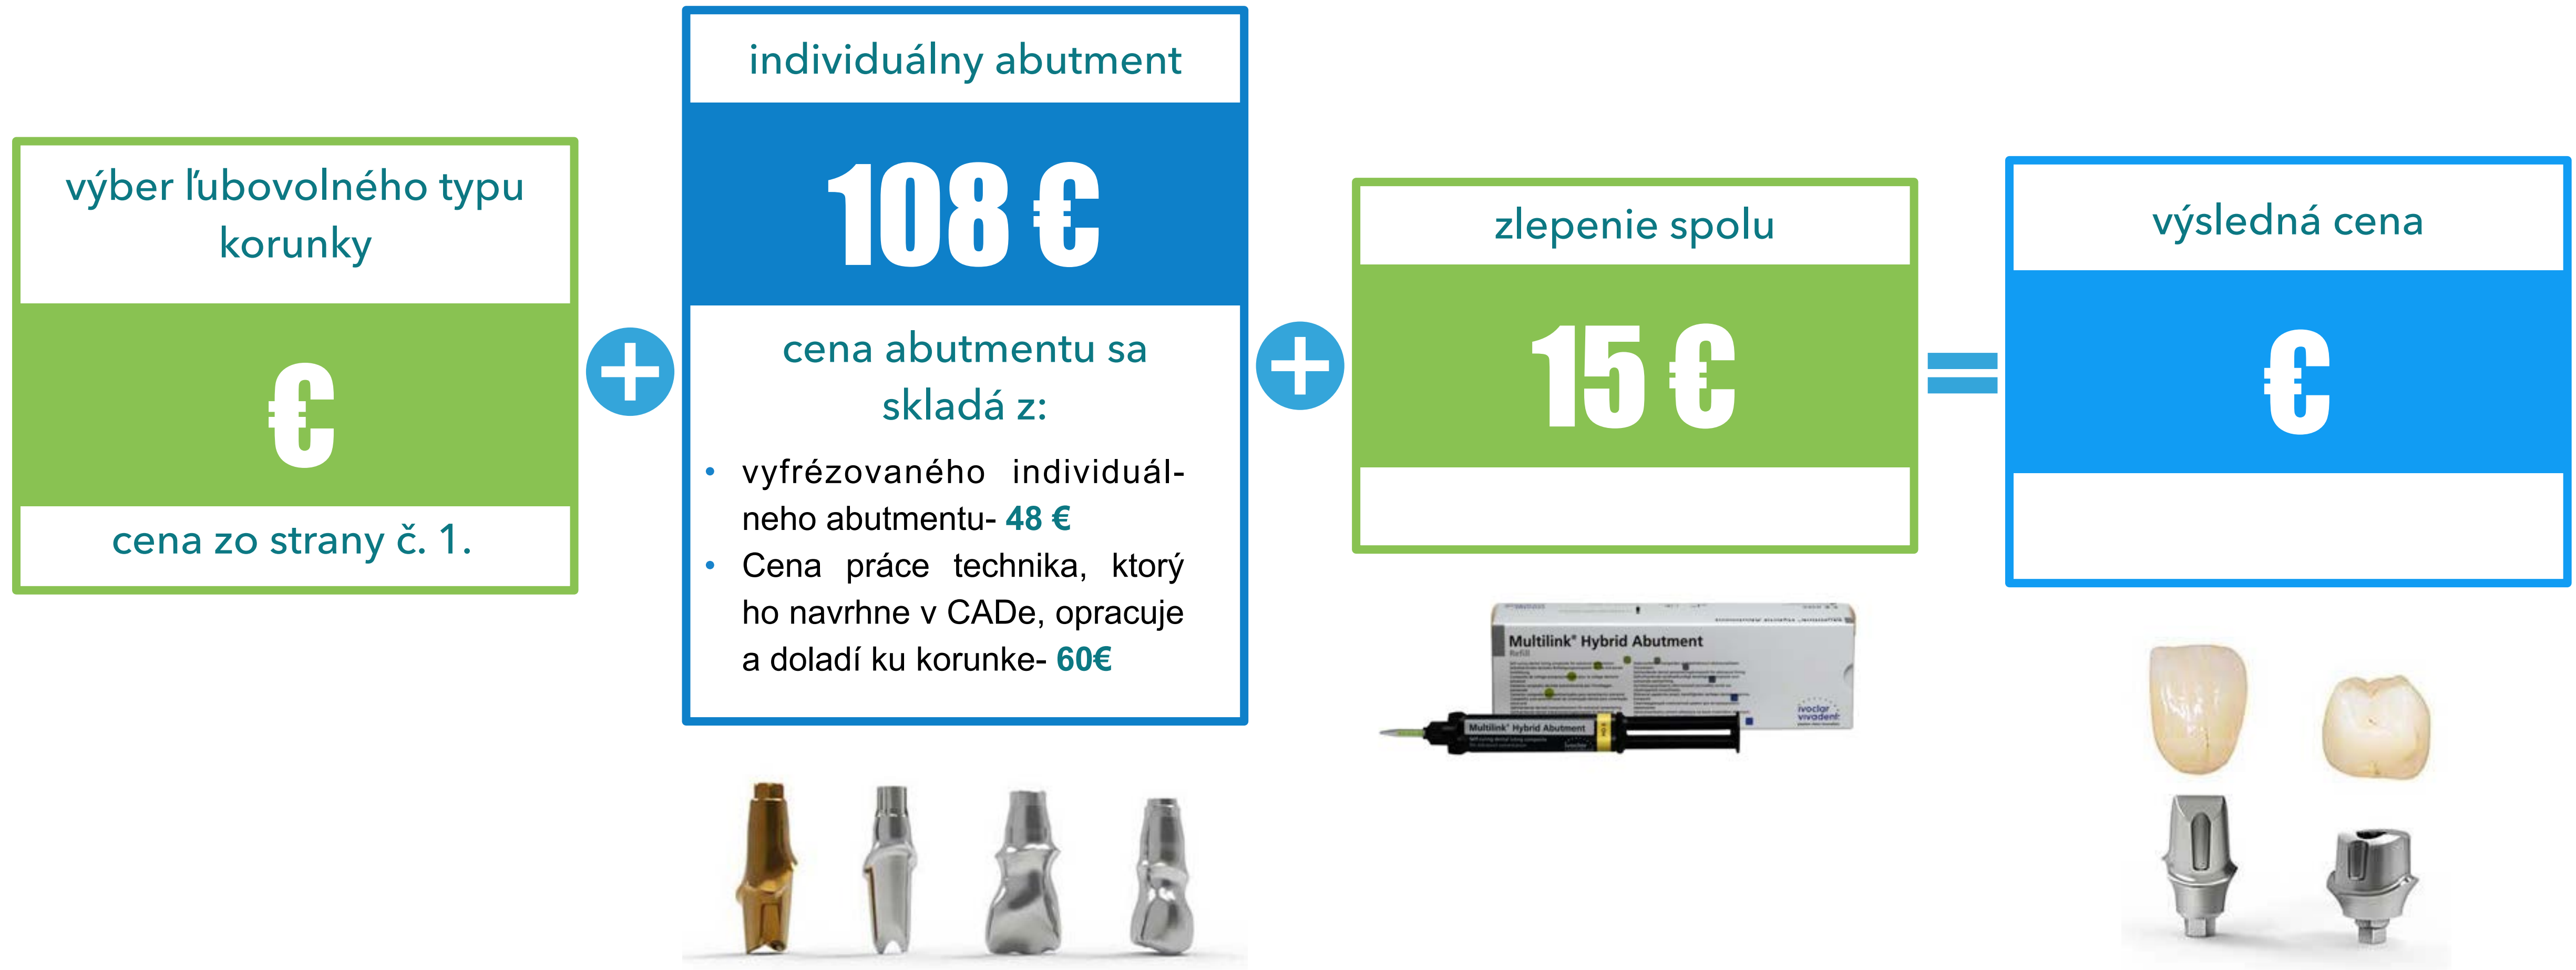 výber ľubovolného typu
korunky
€
cena zo strany č. 1.
+
individuálny abutment
108 €
cena abutmentu sa
skladá z:
• vyfrézovaného individuál-
neho abutmentu- 48 €
• Cena práce technika, ktorý
ho navrhne v CADe, opracuje
a doladí ku korunke- 60€
+
zlepenie spolu
15 €
=
výsledná cena
€
Multilink® Hybrid Abutment
Refill
ivoclar
vivadent
Multilink® Hybrid Abutment